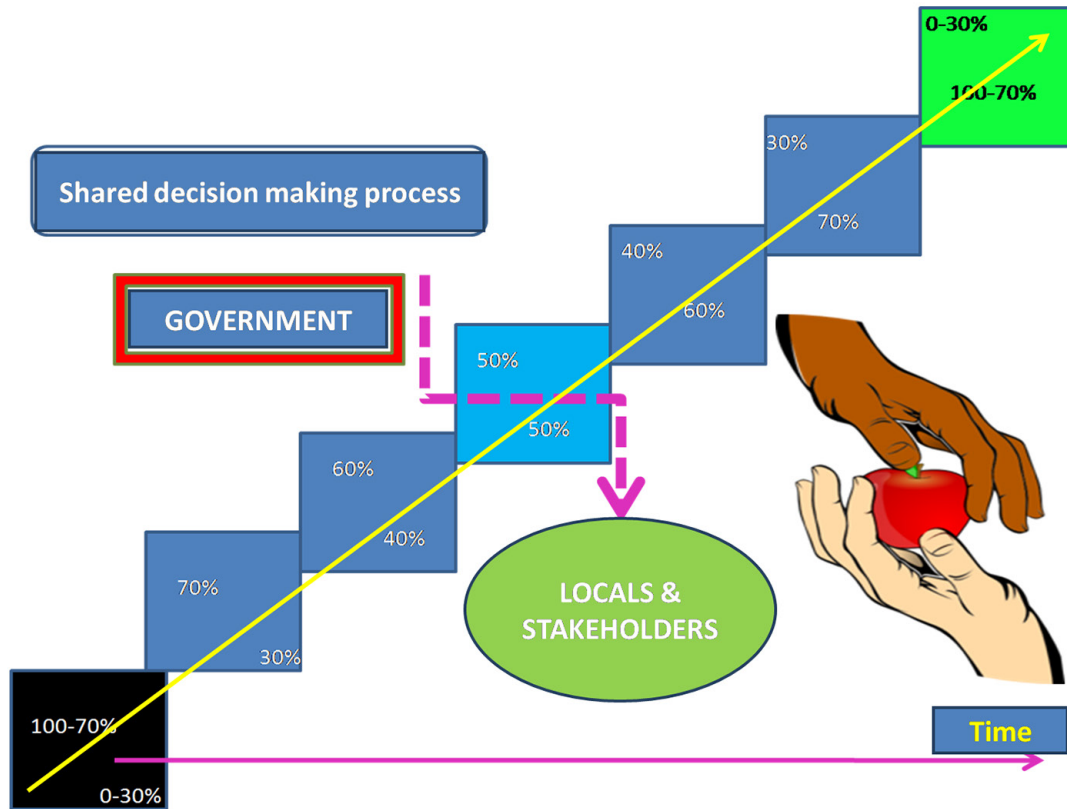 0-30%
100-70%
30%
70%
Shared decision making process
40%
60%
GOVERNMENT
50%
50%
60%
40%
70%
30%
LOCALS &
STAKEHOLDERS
100-70%
0-30%
Time